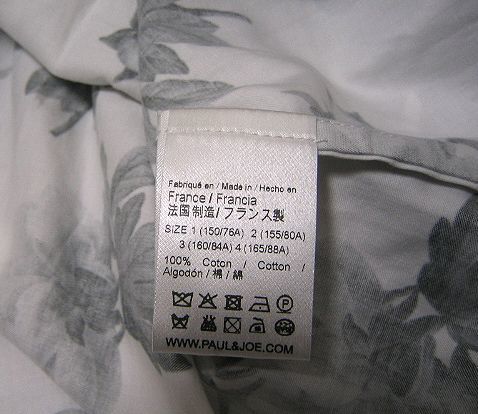 Fabriqué en / Made in / Hecho en
France / Francia
法国制造/ フランス製
SIZE 1 (150/76A) 2 (155/80A)
3 (160/84A) 4 (165/88A)
100% Coton / Cotton /
Algodón / 棉 / 綿
WWW.PAUL&JOE.COM